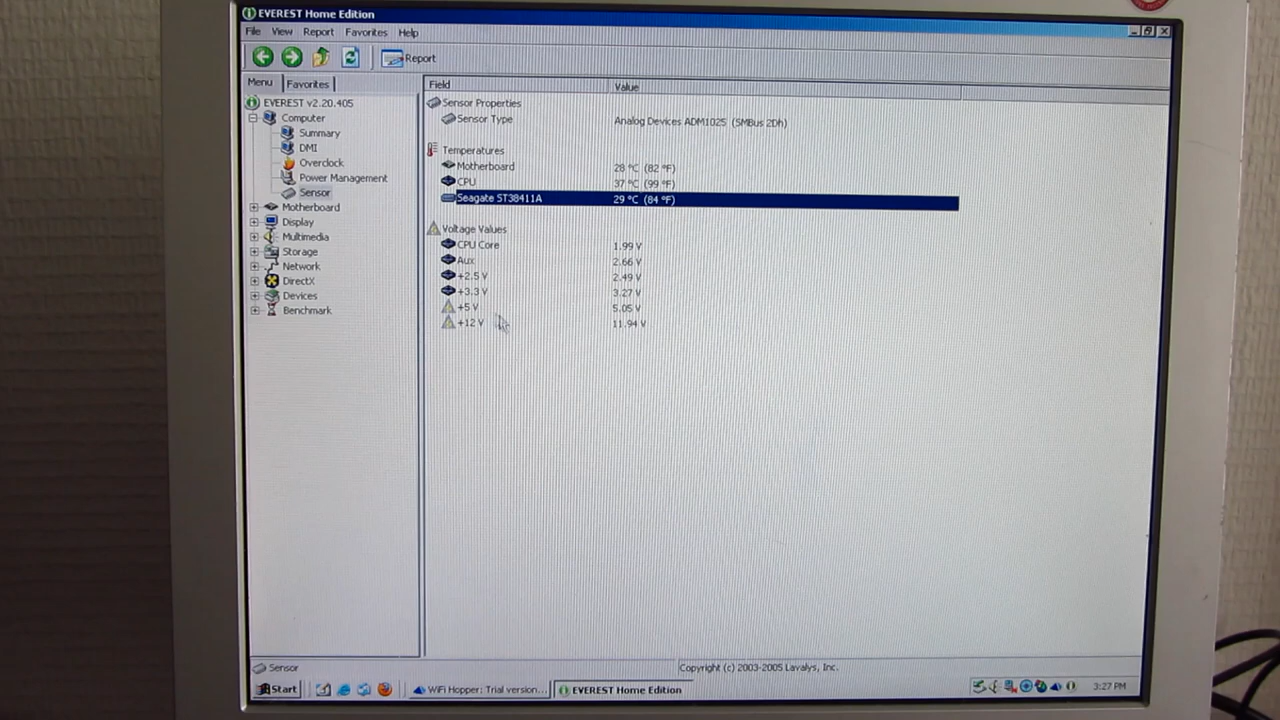 EVEREST Home Edition
File View Report Favorites Help
Report
Menu Favorites
Field Value
EVEREST v2.20.405
Computer
Summary
DMI
Overclock
Power Management
Sensor
Motherboard
Display
Multimedia
Storage
Network
DirectX
Devices
Benchmark
Sensor Properties
Sensor Type Analog Devices ADM1025 (SMBus 2Dh)
Temperatures
Motherboard 28 °C (82 °F)
CPU 37 °C (99 °F)
Seagate ST38411A 29 °C (84 °F)
Voltage Values
CPU Core 1.99 V
Aux 2.66 V
+2.5 V 2.49 V
+3.3 V 3.27 V
+5 V 5.05 V
+12 V 11.94 V
Sensor Copyright (c) 2003-2005 Lavalys, Inc.
Start WiFi Hopper: Trial version... EVEREST Home Edition 3:27 PM